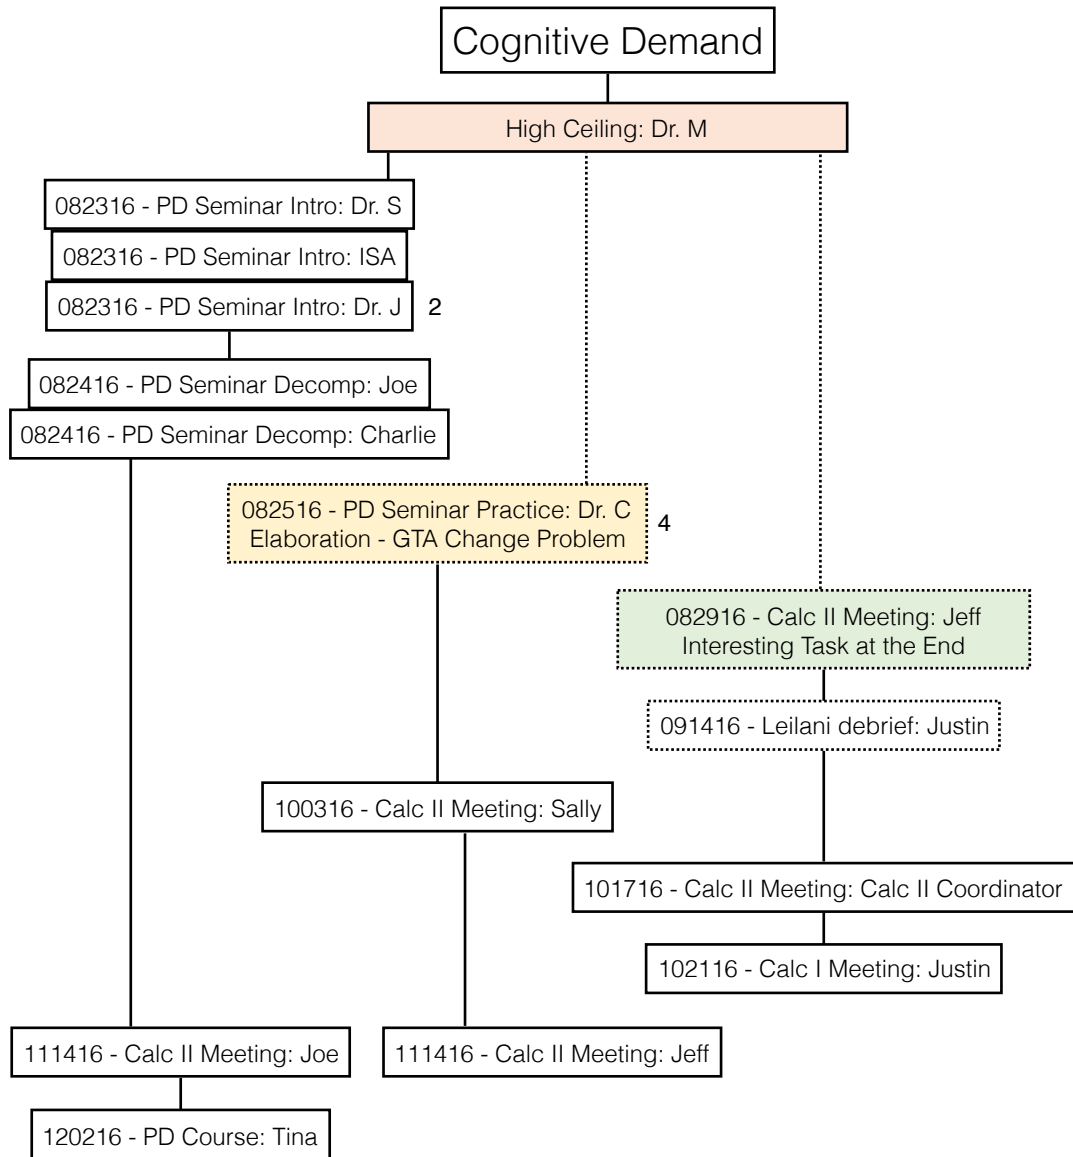 Cognitive Demand
High Ceiling: Dr. M
082316 - PD Seminar Intro: Dr. S
082316 - PD Seminar Intro: ISA
082316 - PD Seminar Intro: Dr. J
2
082416 - PD Seminar Decomp: Joe
082416 - PD Seminar Decomp: Charlie
082516 - PD Seminar Practice: Dr. C
Elaboration - GTA Change Problem
4
082916 - Calc II Meeting: Jeff
Interesting Task at the End
091416 - Leilani debrief: Justin
100316 - Calc II Meeting: Sally
101716 - Calc II Meeting: Calc II Coordinator
102116 - Calc I Meeting: Justin
111416 - Calc II Meeting: Joe
111416 - Calc II Meeting: Jeff
120216 - PD Course: Tina